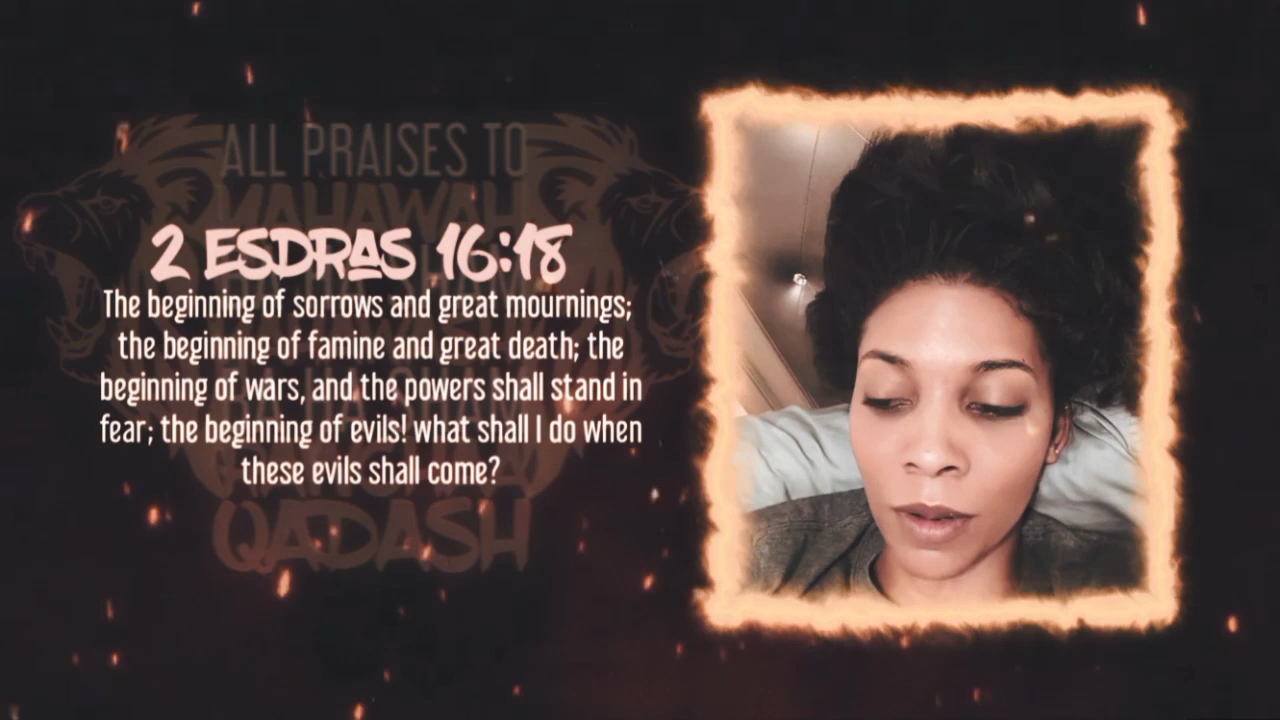 ALL PRAISES TO
YAHAWAH
2 ESDRAS 16:18
The beginning of sorrows and great mournings;
the beginning of famine and great death; the
beginning of wars, and the powers shall stand in
fear; the beginning of evils! what shall I do when
these evils shall come?
QADASH